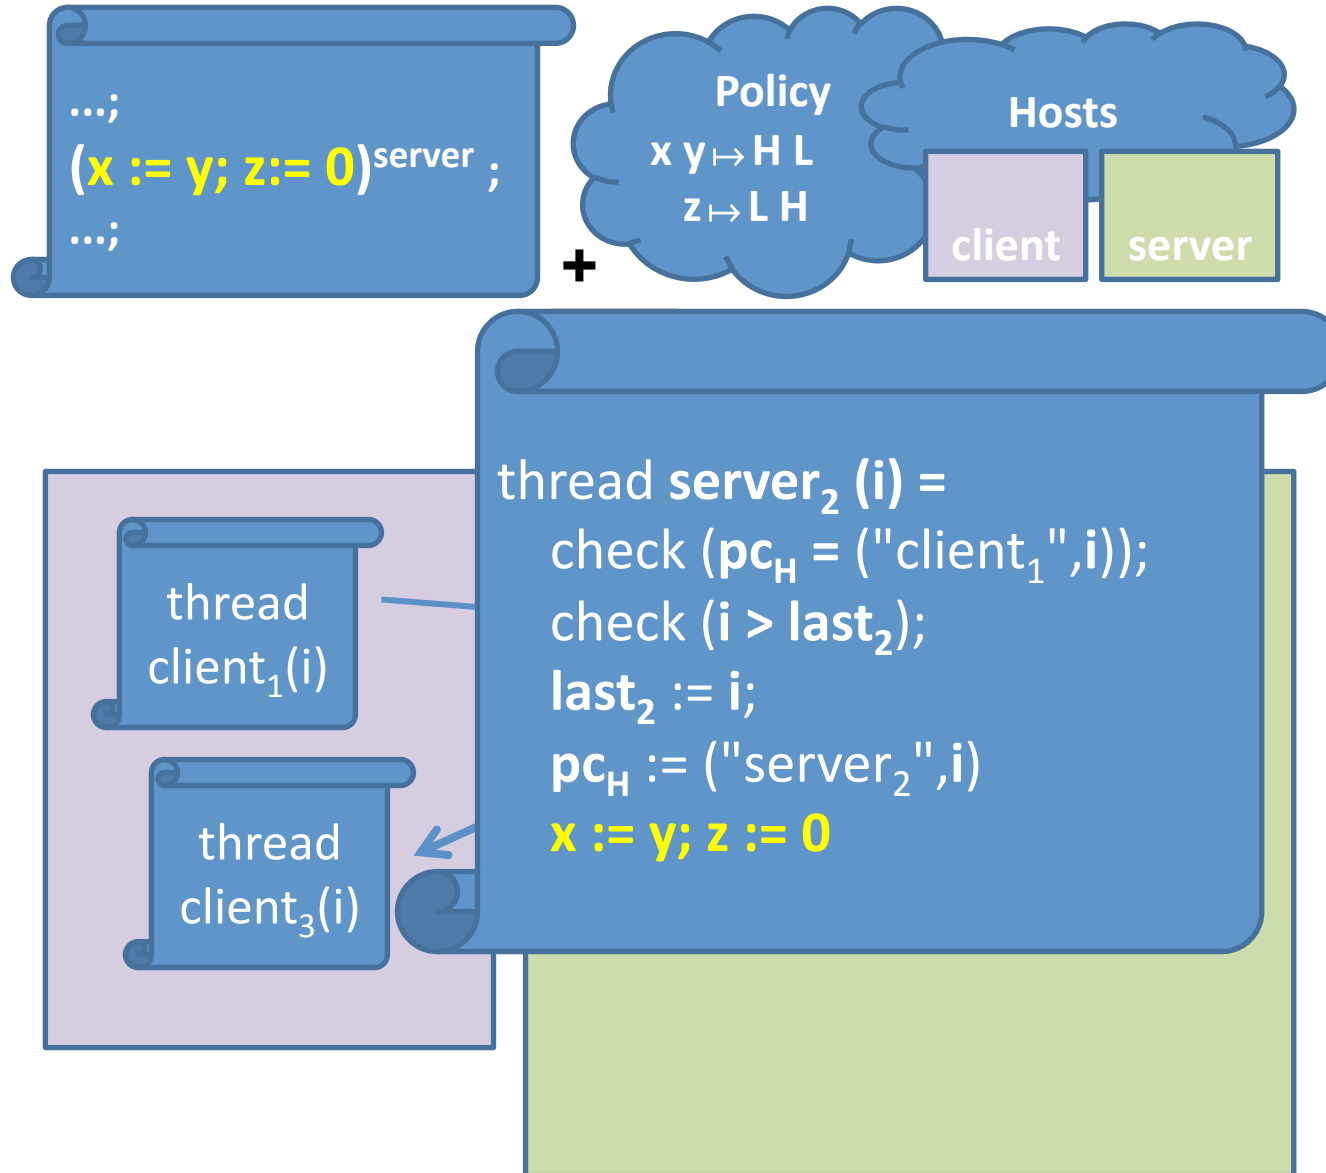 ...;
(x := y; z:= 0)server ;
...;
+
Policy
x y ↦ H L
z ↦ L H
Hosts
client
server
thread server2 (i) =
check (pcH = ("client1",i));
check (i > last2);
last2 := i;
pcH := ("server2",i)
x := y; z := 0
thread
client1(i)
thread
client3(i)